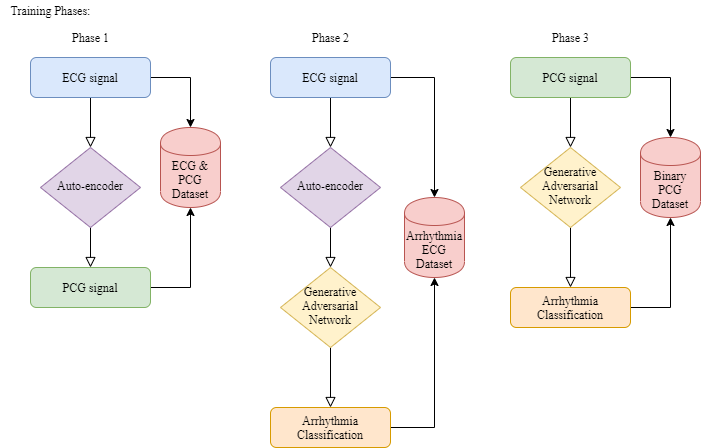 Training Phases:
Phase 1
ECG signal
Auto-encoder
ECG &
PCG
Dataset
PCG signal
Phase 2
ECG signal
Auto-encoder
Arrhythmia
ECG
Dataset
Generative
Adversarial
Network
Arrhythmia
Classification
Phase 3
PCG signal
Generative
Adversarial
Network
Binary
PCG
Dataset
Arrhythmia
Classification